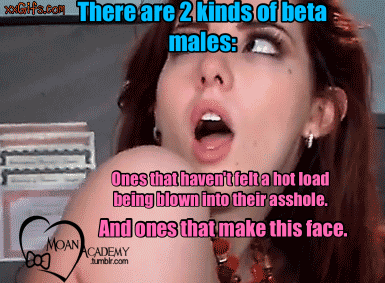 xxGifs.com
There are 2 kinds of beta
males:
Ones that haven't felt a hot load
being blown into their asshole.
And ones that make this face.
MOAN
ACADEMY
.tumblr.com